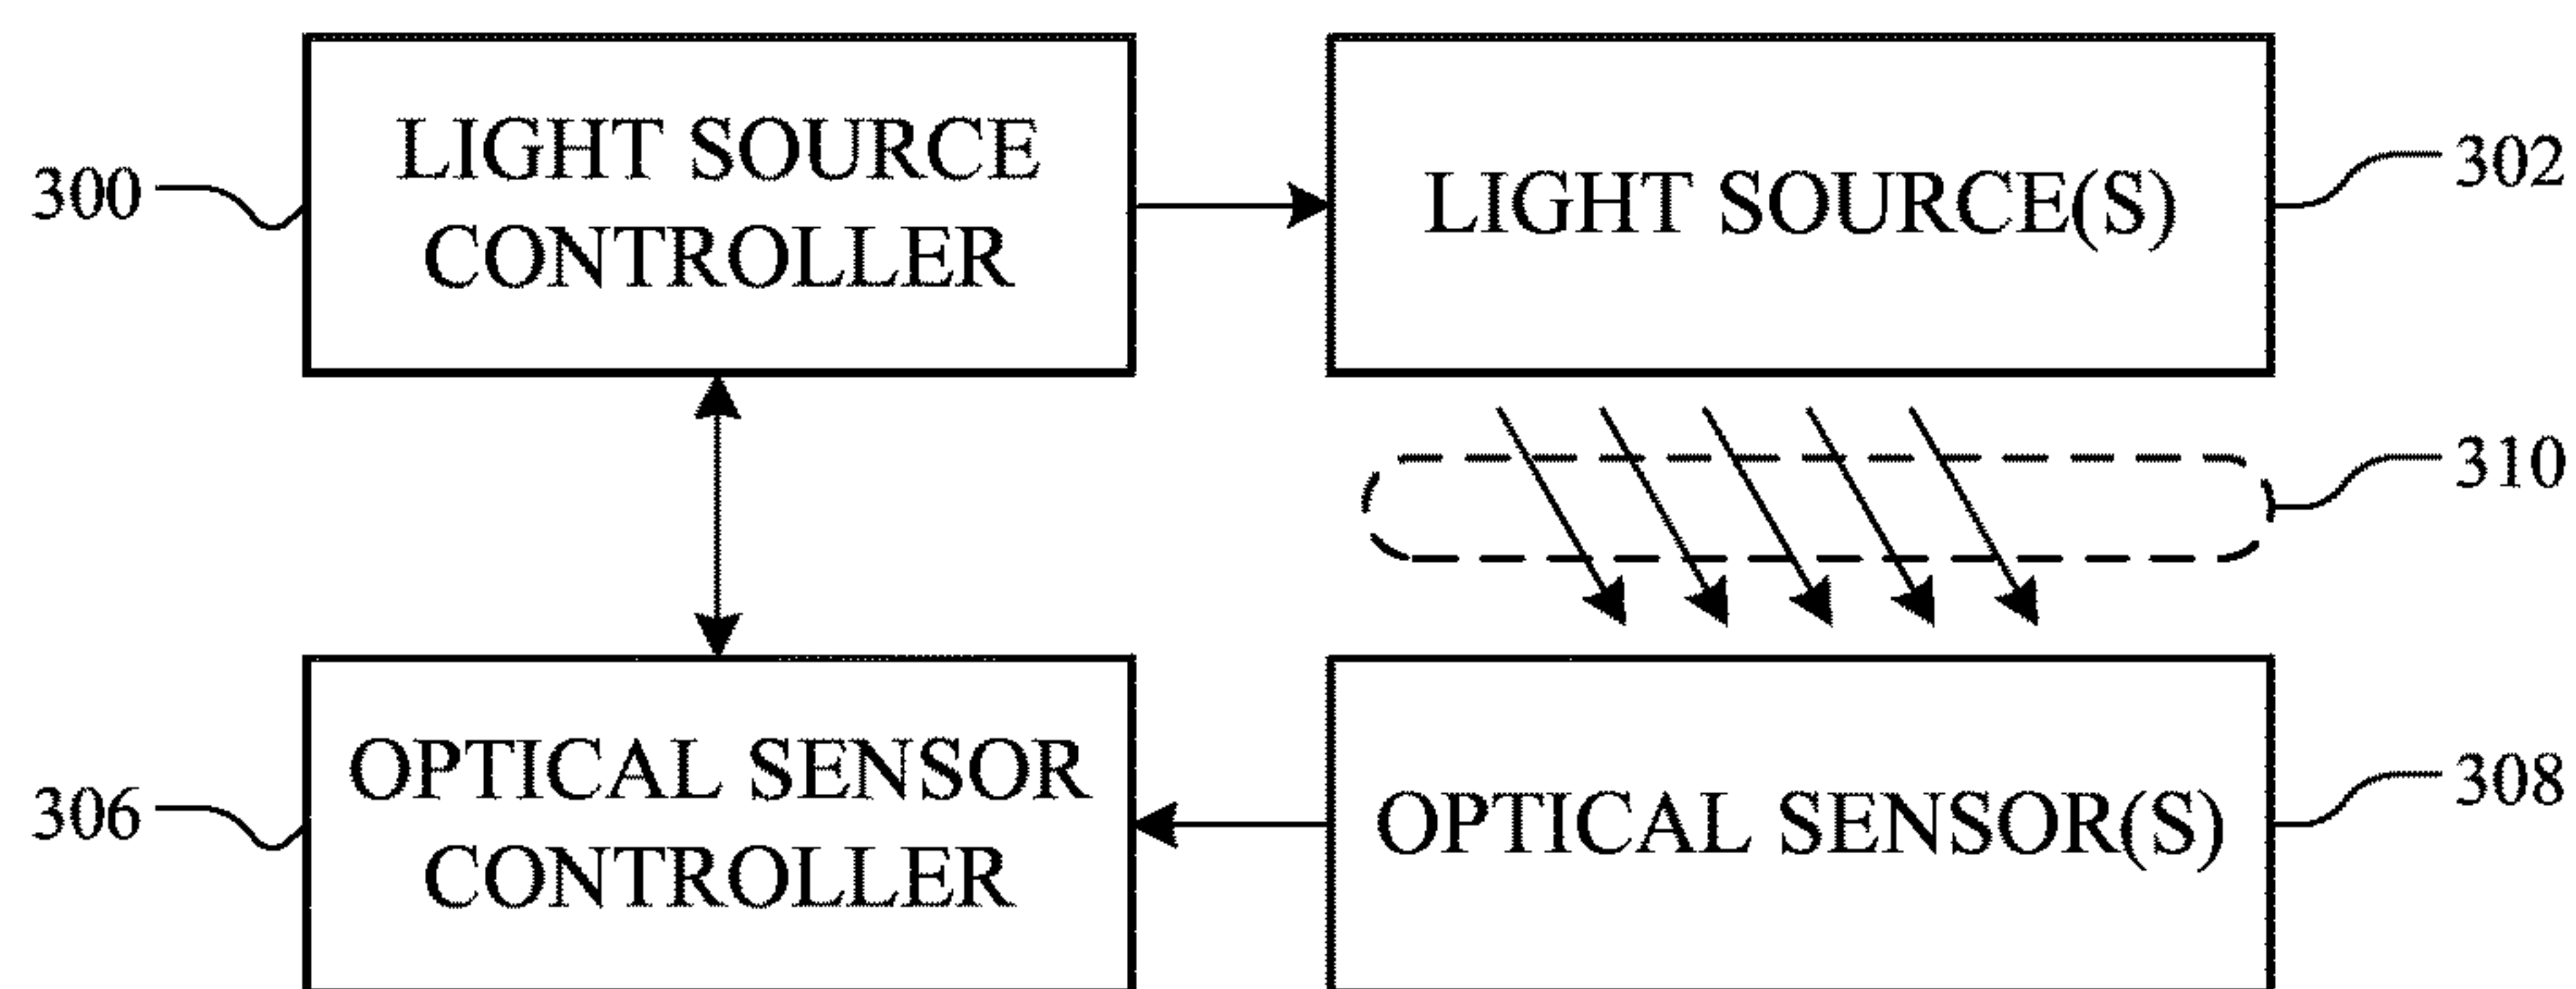 300
LIGHT SOURCE
CONTROLLER
LIGHT SOURCE(S)
302
310
306
OPTICAL SENSOR
CONTROLLER
OPTICAL SENSOR(S)
308